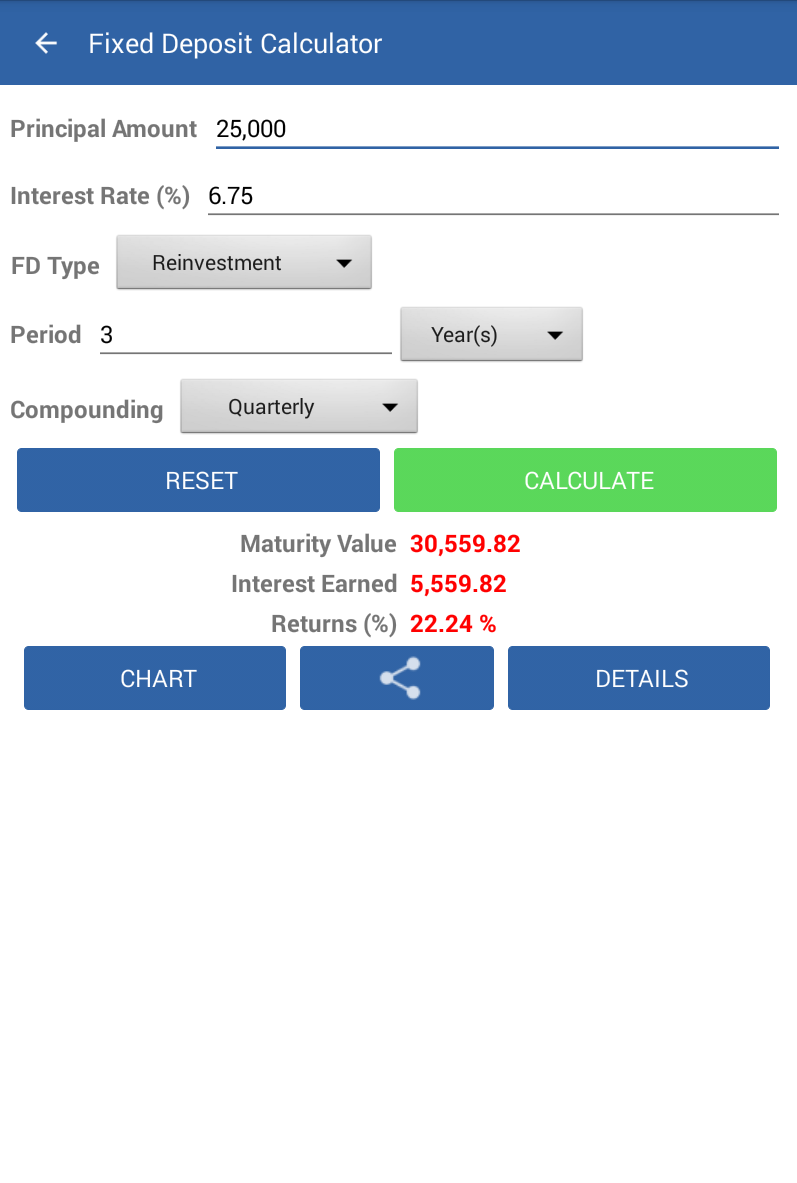 Fixed Deposit Calculator
Principal Amount 25,000
Interest Rate (%) 6.75
FD Type Reinvestment
Period 3 Year(s)
Compounding Quarterly
RESET CALCULATE
Maturity Value 30,559.82
Interest Earned 5,559.82
Returns (%) 22.24 %
CHART DETAILS